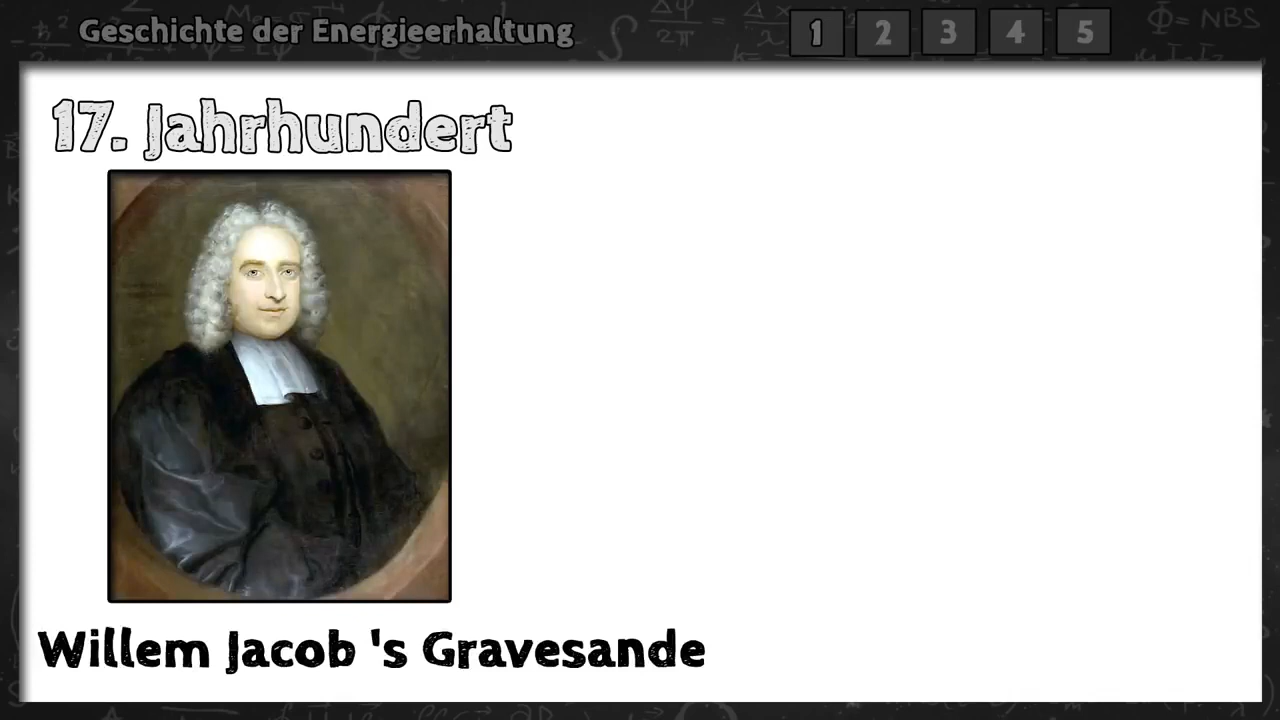 Geschichte der Energieerhaltung
1 2 3 4 5
17. Jahrhundert
Willem Jacob 's Gravesande